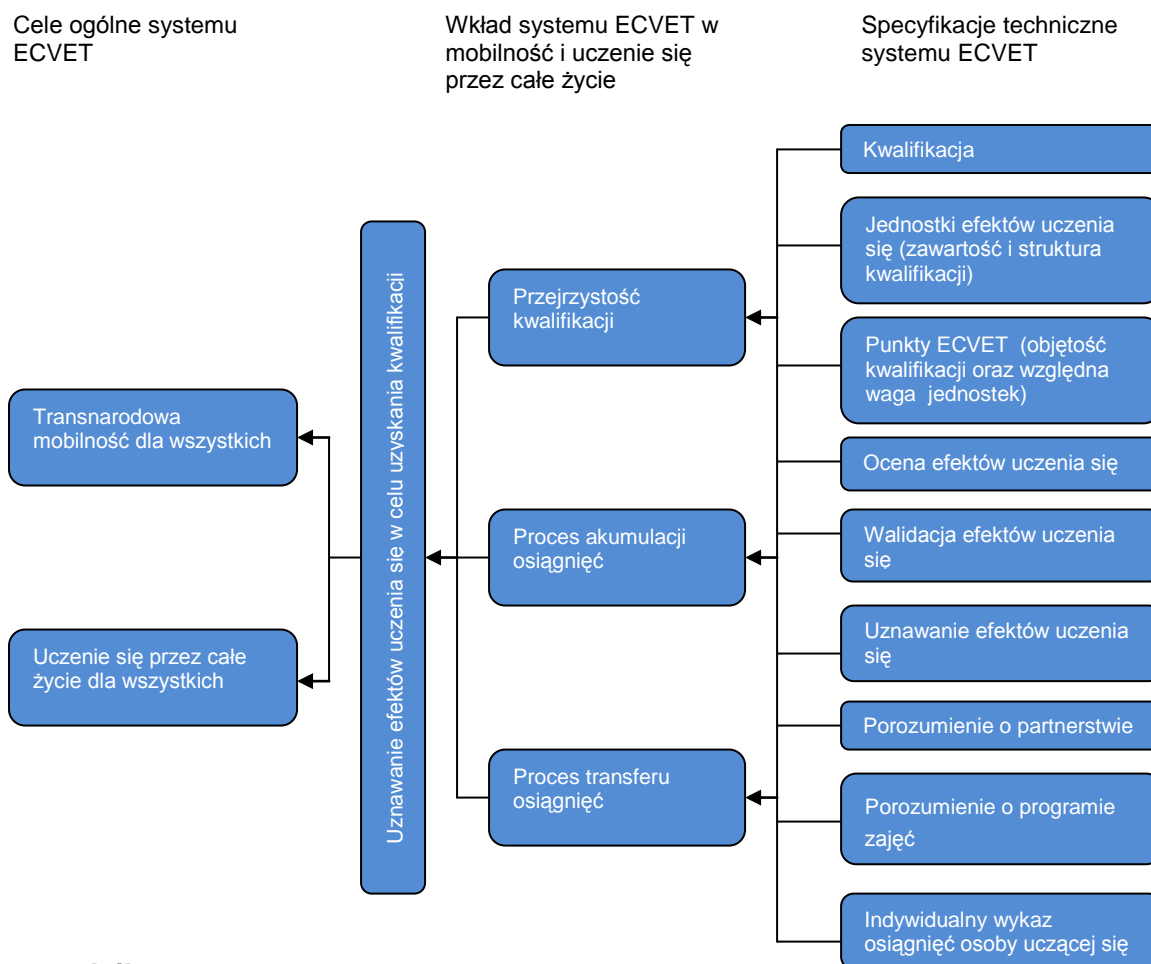 Cele ogólne systemu
ECVET
Wkład systemu ECVET w
mobilność i uczenie się
przez całe życie
Specyfikacje techniczne
systemu ECVET
Transnarodowa
mobilność dla wszystkich
Uczenie się przez całe
życie dla wszystkich
Uznawanie efektów uczenia się w celu uzyskania kwalifikacji
Przejrzystość
kwalifikacji
Proces akumulacji
osiągnięć
Proces transferu
osiągnięć
Kwalifikacja
Jednostki efektów uczenia
się (zawartość i struktura
kwalifikacji)
Punkty ECVET (objętość
kwalifikacji oraz względna
waga jednostek)
Ocena efektów uczenia się
Walidacja efektów uczenia
się
Uznawanie efektów uczenia
się
Porozumienie o partnerstwie
Porozumienie o programie
zajęć
Indywidualny wykaz
osiągnięć osoby uczącej się